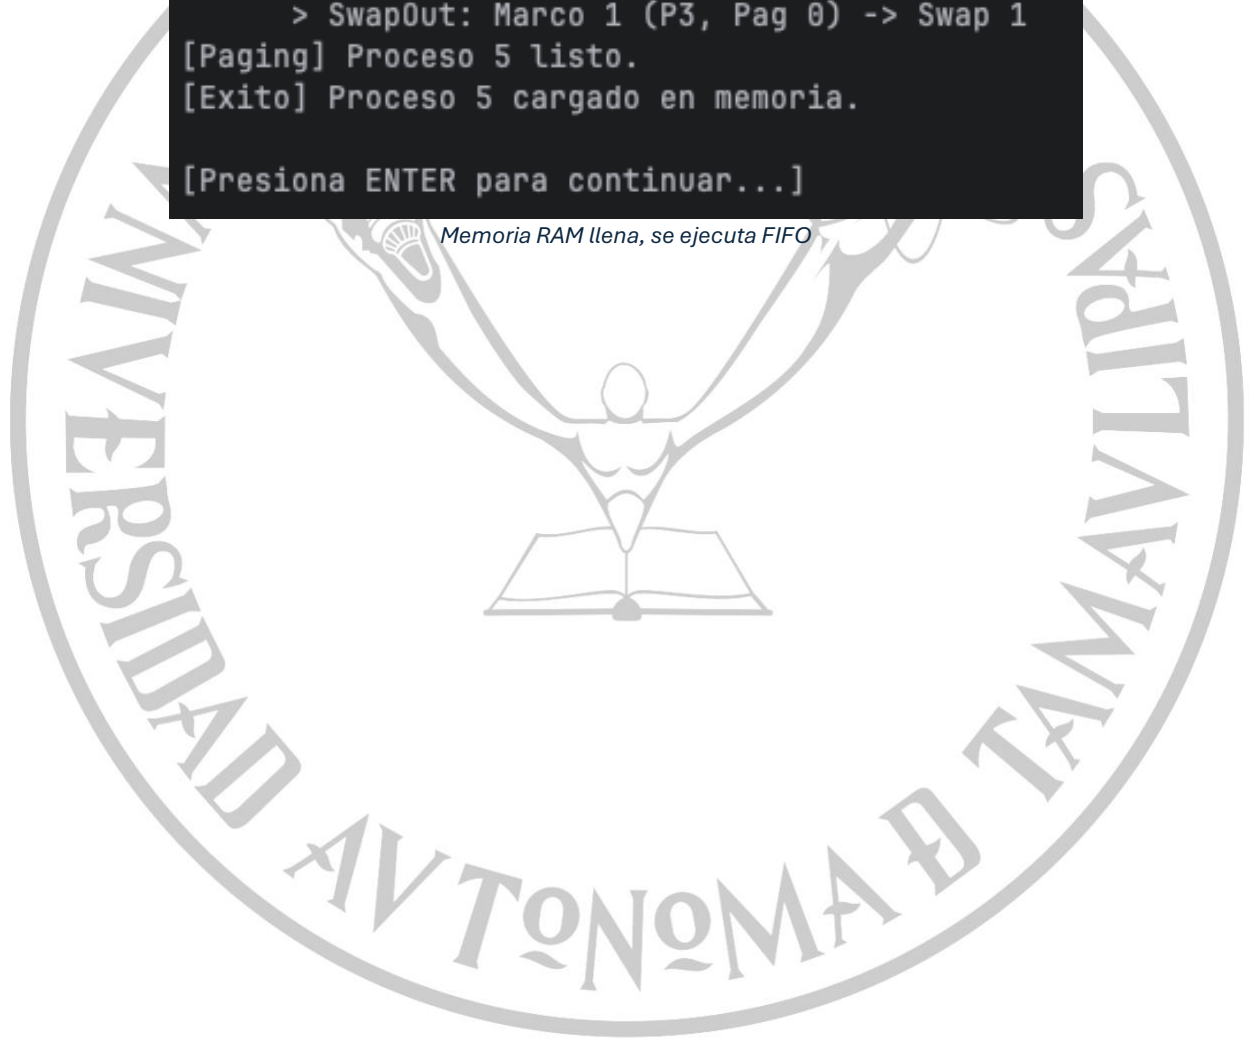 > SwapOut: Marco 1 (P3, Pag 0) -> Swap 1
[Paging] Proceso 5 listo.
[Exito] Proceso 5 cargado en memoria.
[Presiona ENTER para continuar...]
Memoria RAM llena, se ejecuta FIFO
VNIVERSIDAD AVTONOMA D TAMAVLIPAS